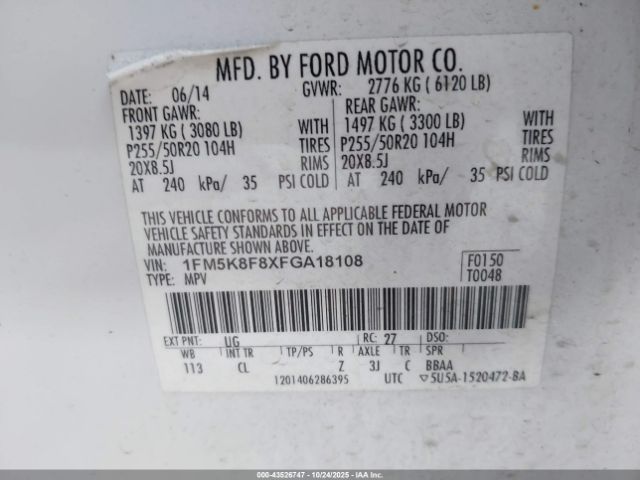 MFD. BY FORD MOTOR CO.
DATE: 06/14 GVWR: 2776 KG ( 6120 LB)
FRONT GAWR: REAR GAWR:
1397 KG ( 3080 LB) WITH 1497 KG ( 3300 LB) WITH
P255/50R20 104H TIRES P255/50R20 104H TIRES
20X8.5J RIMS 20X8.5J RIMS
AT 240 kPa/ 35 PSI COLD AT 240 kPa/ 35 PSI COLD
THIS VEHICLE CONFORMS TO ALL APPLICABLE FEDERAL MOTOR
VEHICLE SAFETY STANDARDS IN EFFECT ON THE DATE OF
MANUFACTURE SHOWN ABOVE.
VIN: 1FM5K8F8XFGA18108 F0150
TYPE: MPV T0048
EXT PNT: UG RC: 27 DSO:
WB INT TR TP/PS R AXLE TR SPR
113 CL Z 3J C BBAA
1201406286395 UTC ▽5U5A-1520472-BA
000-43526747 - 10/24/2025 - IAAI.COM